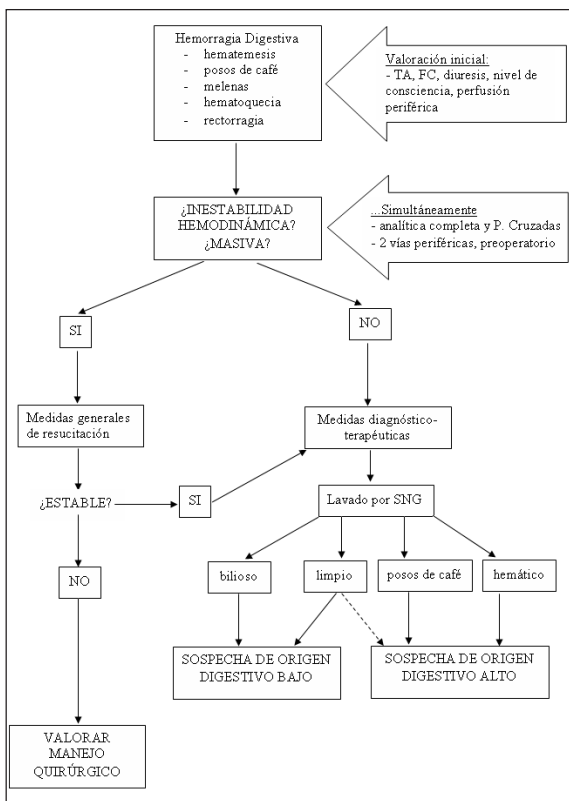 Hemorragia Digestiva
- hematemesis
- posos de café
- melenas
- hematoquecia
- rectorragia
Valoración inicial:
- TA, FC, diuresis, nivel de
consciencia, perfusión
periférica
¿INESTABILIDAD
HEMODINÁMICA?
¿MASIVA?
...Simultáneamente
- analítica completa y P. Cruzadas
- 2 vías periféricas, preoperatorio
SI
NO
Medidas generales
de resucitación
Medidas diagnóstico-
terapéuticas
¿ESTABLE?
SI
Lavado por SNG
NO
bilioso
limpio
posos de café
hemático
SOSPECHA DE ORIGEN
DIGESTIVO BAJO
SOSPECHA DE ORIGEN
DIGESTIVO ALTO
VALORAR
MANEJO
QUIRÚRGICO